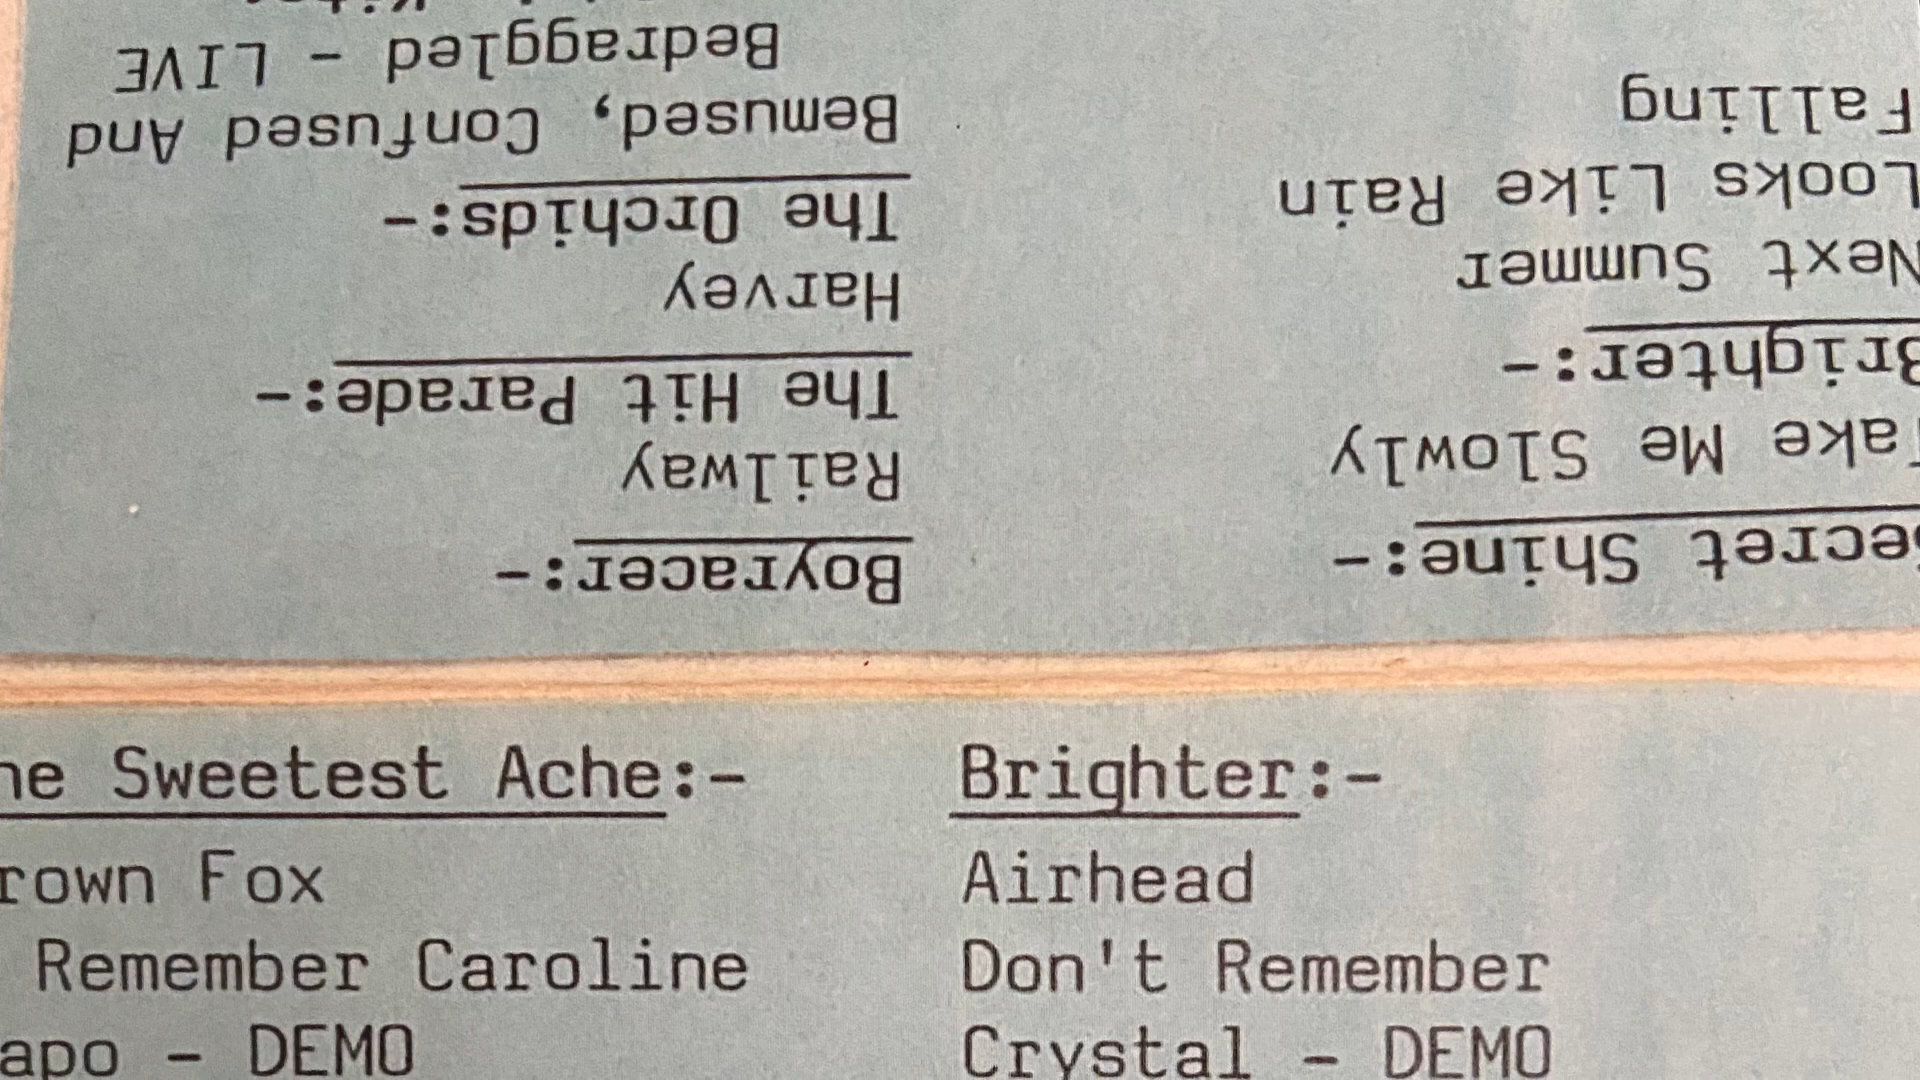 he Sweetest Ache:-
rown Fox
Remember Caroline
apo - DEMO
Brighter:-
Airhead
Don't Remember
Crystal - DEMO
ecret Shine:-
Take Me Slowly
Brighter:-
Next Summer
Looks Like Rain
Falling
Boyracer:-
Railway
The Hit Parade:-
Harvey
The Orchids:-
Bemused, Confused And
Bedraggled - LIVE